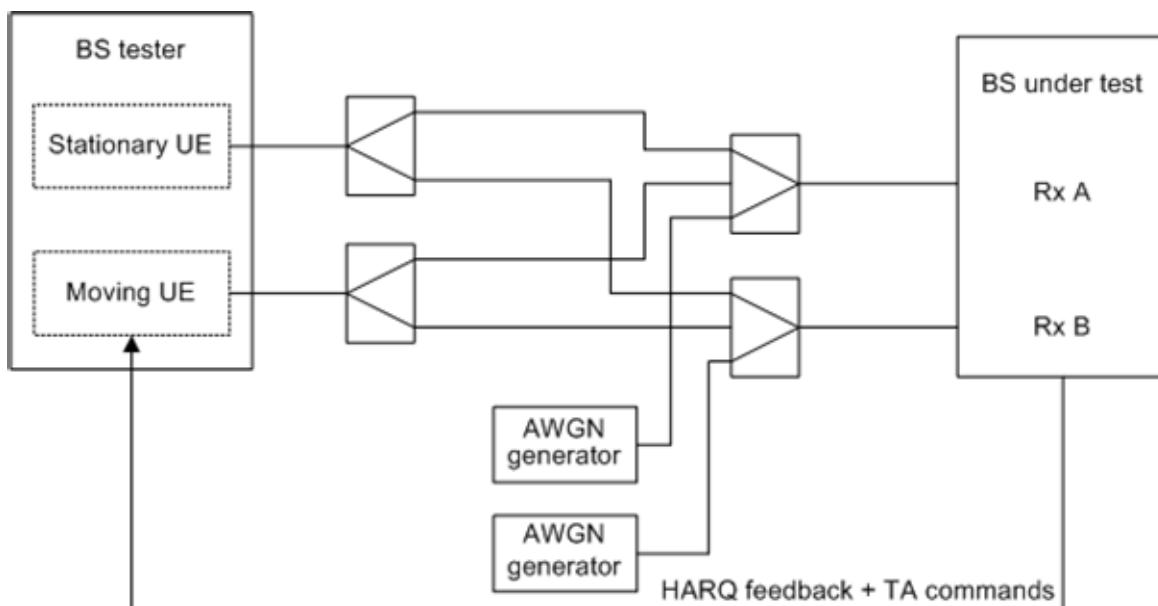 BS tester
Stationary UE
Moving UE
BS under test
Rx A
Rx B
AWGN
generator
AWGN
generator
HARQ feedback + TA commands